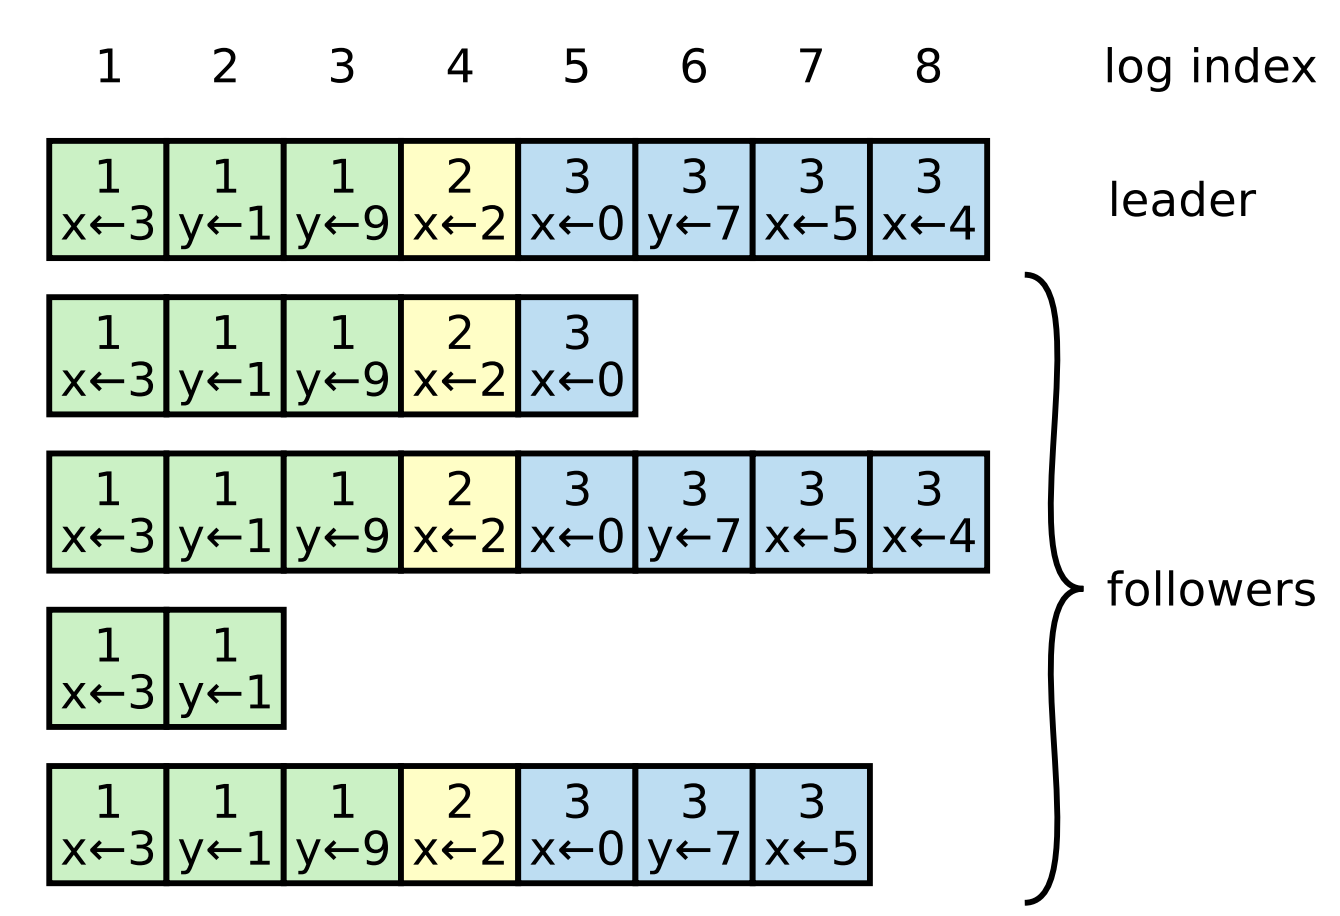 1 2 3 4 5 6 7 8 log index
1 1 1 2 3 3 3 3
x←3 y←1 y←9 x←2 x←0 y←7 x←5 x←4
leader
1 1 1 2 3
x←3 y←1 y←9 x←2 x←0
1 1 1 2 3 3 3 3
x←3 y←1 y←9 x←2 x←0 y←7 x←5 x←4
followers
1 1
x←3 y←1
1 1 1 2 3 3 3
x←3 y←1 y←9 x←2 x←0 y←7 x←5